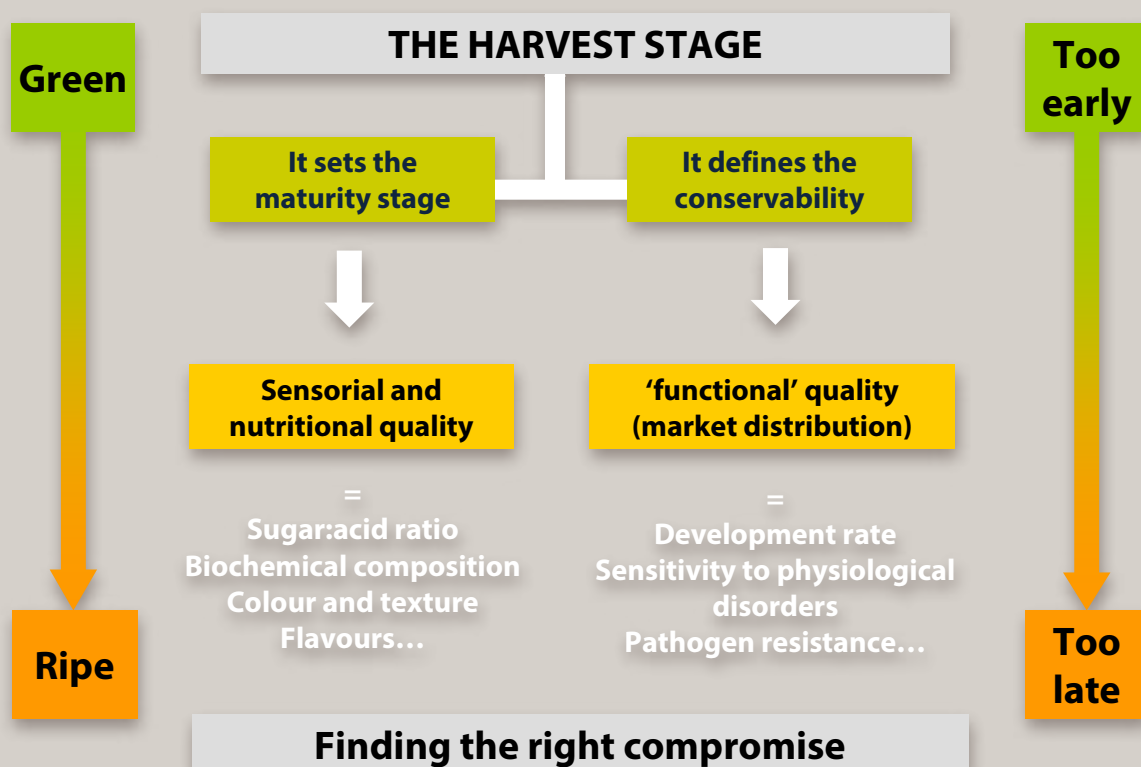 THE HARVEST STAGE
Green
Too
early
It sets the
maturity stage
It defines the
conservability
Sensorial and
nutritional quality
‘functional’ quality
(market distribution)
=
Sugar:acid ratio
Biochemical composition
Colour and texture
Flavours…
=
Development rate
Sensitivity to physiological
disorders
Pathogen resistance…
Ripe
Too
late
Finding the right compromise